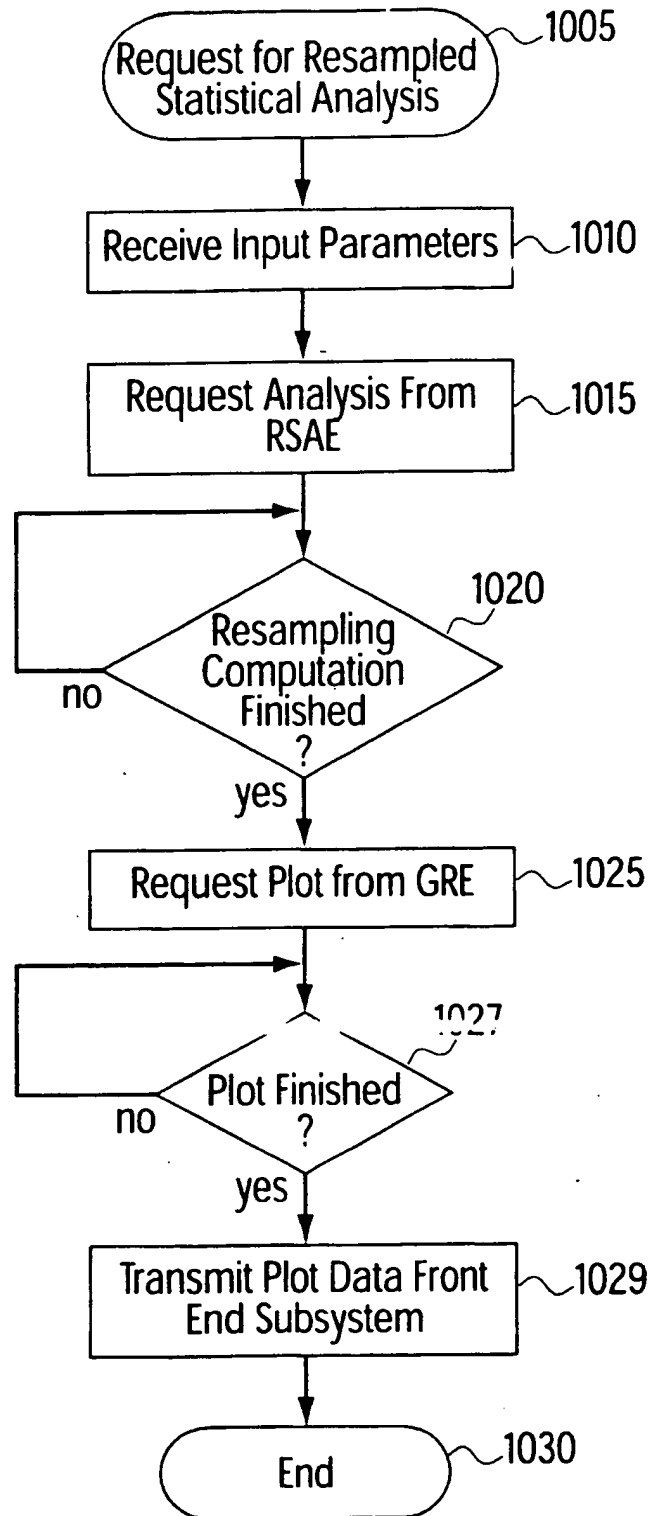 Request for Resampled
Statistical Analysis
1005
Receive Input Parameters
1010
Request Analysis From
RSAE
1015
Resampling
Computation
Finished
?
1020
no
yes
Request Plot from GRE
1025
Plot Finished
?
1027
no
yes
Transmit Plot Data Front
End Subsystem
1029
End
1030